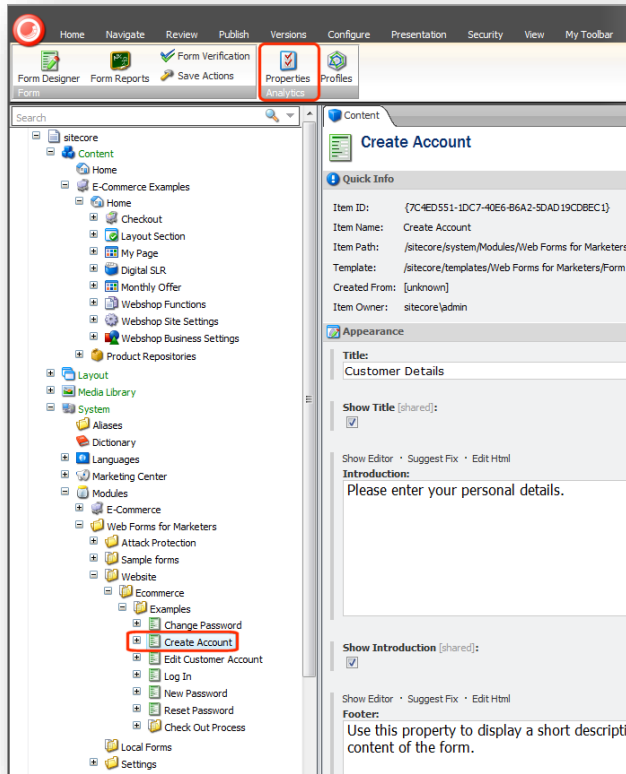 Home Navigate Review Publish Versions Configure Presentation Security View My Toolbar
Form Designer Form Reports Form Verification Save Actions Properties Profiles
Form Analytics
Search
sitecore
Content
Home
E-Commerce Examples
Home
Checkout
Layout Section
My Page
Digital SLR
Monthly Offer
Webshop Functions
Webshop Site Settings
Webshop Business Settings
Product Repositories
Layout
Media Library
System
Aliases
Dictionary
Languages
Marketing Center
Modules
E-Commerce
Web Forms for Marketers
Attack Protection
Sample forms
Website
Ecommerce
Examples
Change Password
Create Account
Edit Customer Account
Log In
New Password
Reset Password
Check Out Process
Local Forms
Settings
Content
Create Account
Quick Info
Item ID: {7C4ED551-1DC7-40E6-B6A2-5DAD19CDBEC1}
Item Name: Create Account
Item Path: /sitecore/system/Modules/Web Forms for Marketers
Template: /sitecore/templates/Web Forms for Marketers/Form
Created From: [unknown]
Item Owner: sitecore\admin
Appearance
Title:
Customer Details
Show Title [shared]:
Show Editor · Suggest Fix · Edit Html
Introduction:
Please enter your personal details.
Show Introduction [shared]:
Show Editor · Suggest Fix · Edit Html
Footer:
Use this property to display a short descripti
content of the form.